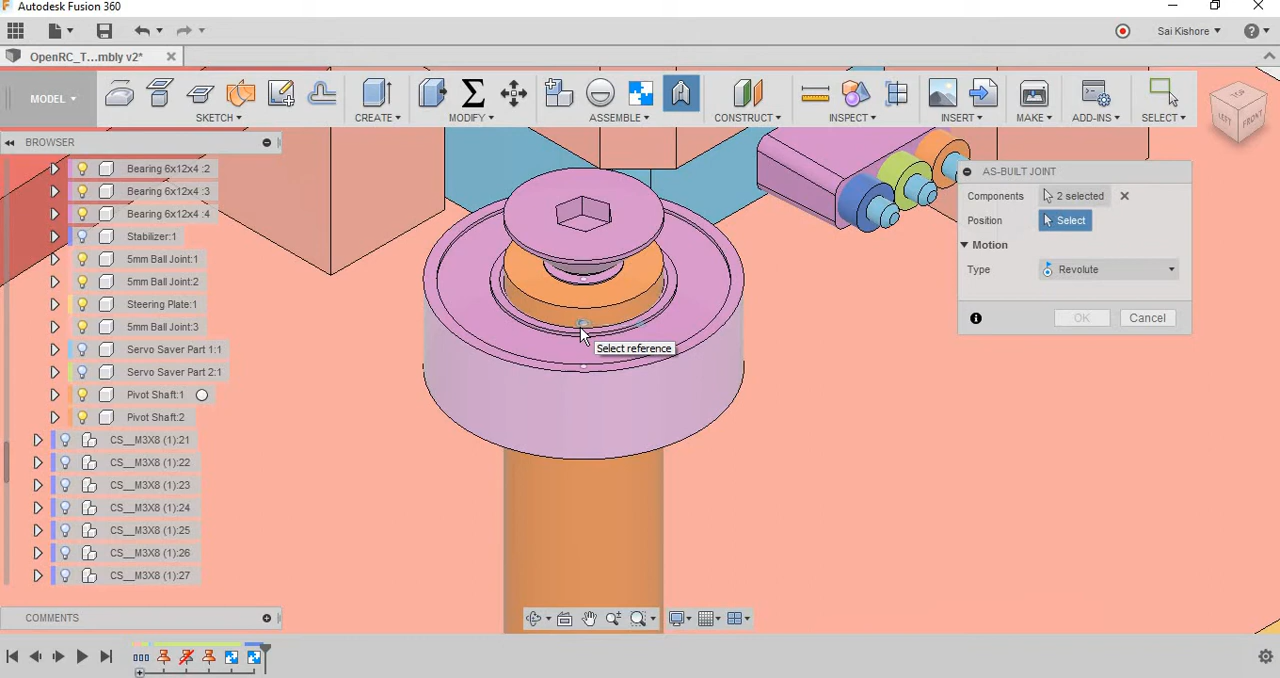 Autodesk Fusion 360
Sai Kishore
OpenRC_T...mbly v2*
MODEL
SKETCH
CREATE
MODIFY
ASSEMBLE
CONSTRUCT
INSPECT
INSERT
MAKE
ADD-INS
SELECT
TOP
LEFT
FRONT
BROWSER
Bearing 6x12x4 :2
Bearing 6x12x4 :3
Bearing 6x12x4 :4
Stabilizer:1
5mm Ball Joint:1
5mm Ball Joint:2
Steering Plate:1
5mm Ball Joint:3
Servo Saver Part 1:1
Servo Saver Part 2:1
Pivot Shaft:1
Pivot Shaft:2
CS__M3X8 (1):21
CS__M3X8 (1):22
CS__M3X8 (1):23
CS__M3X8 (1):24
CS__M3X8 (1):25
CS__M3X8 (1):26
CS__M3X8 (1):27
AS-BUILT JOINT
Components 2 selected
Position Select
Motion
Type Revolute
OK Cancel
Select reference
COMMENTS